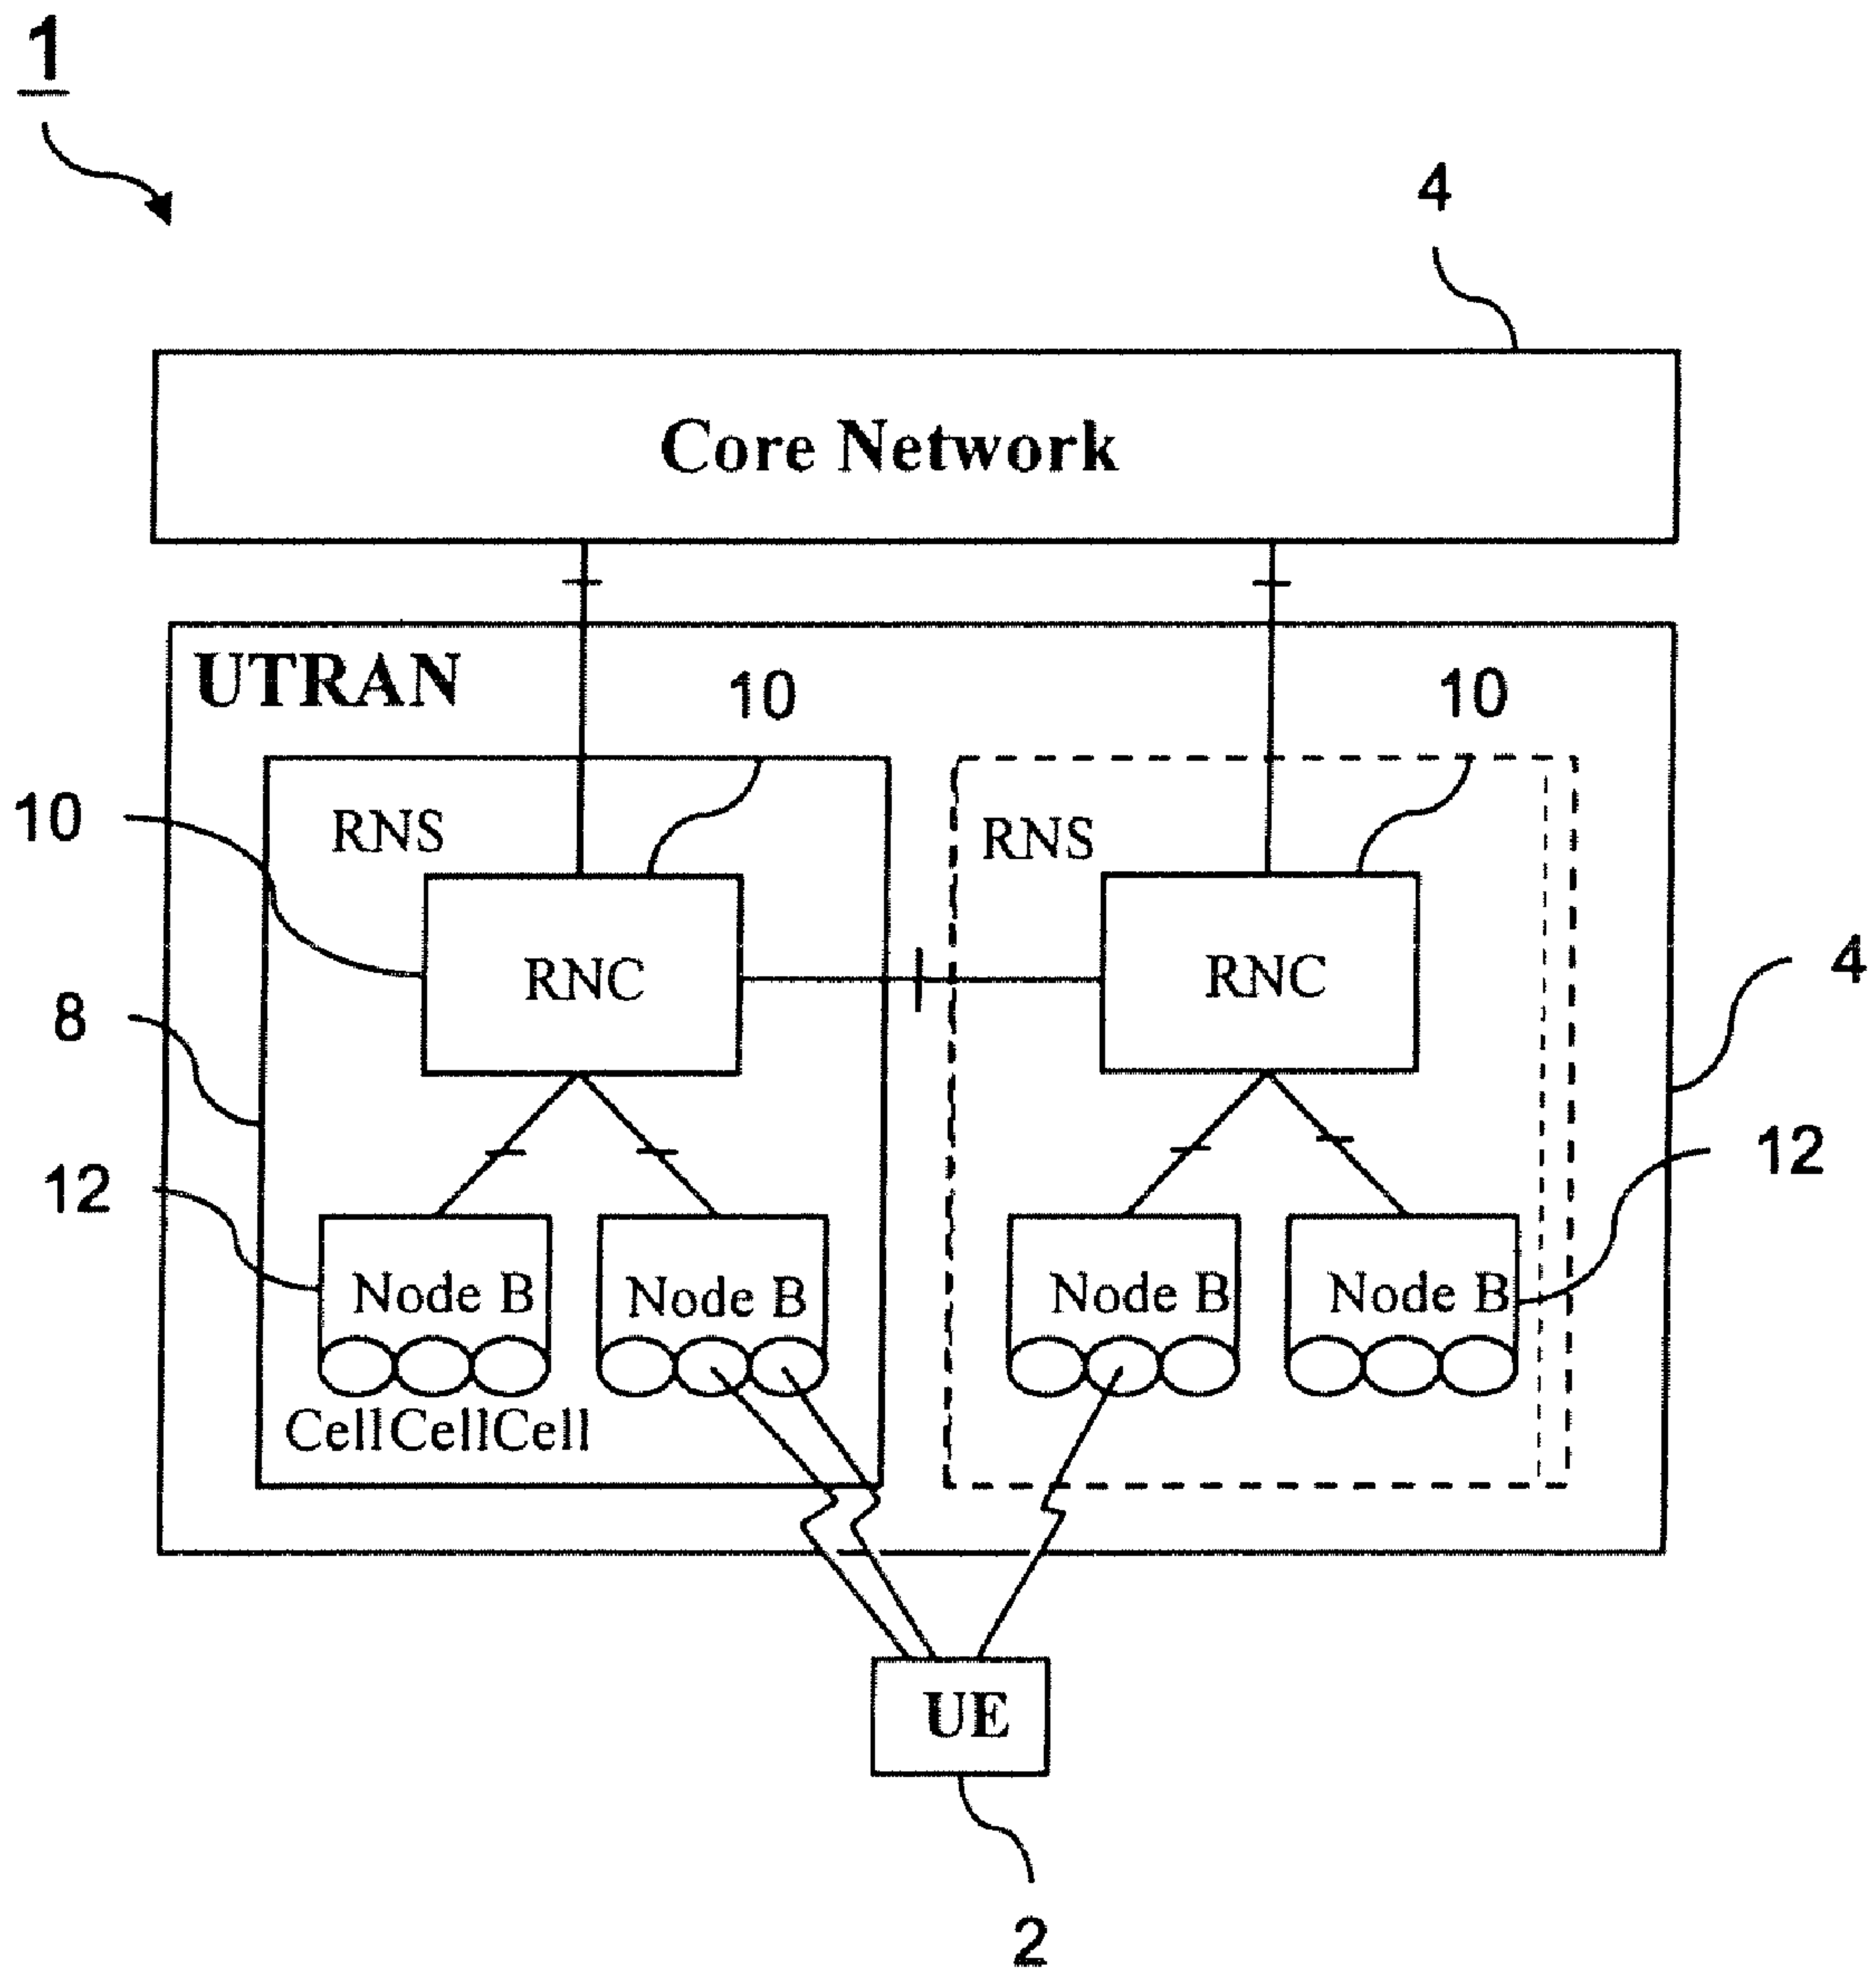 1
4
Core Network
UTRAN
10
10
10
RNS
RNS
RNC
RNC
4
8
12
12
Node B
Node B
Node B
Node B
CellCellCell
UE
2